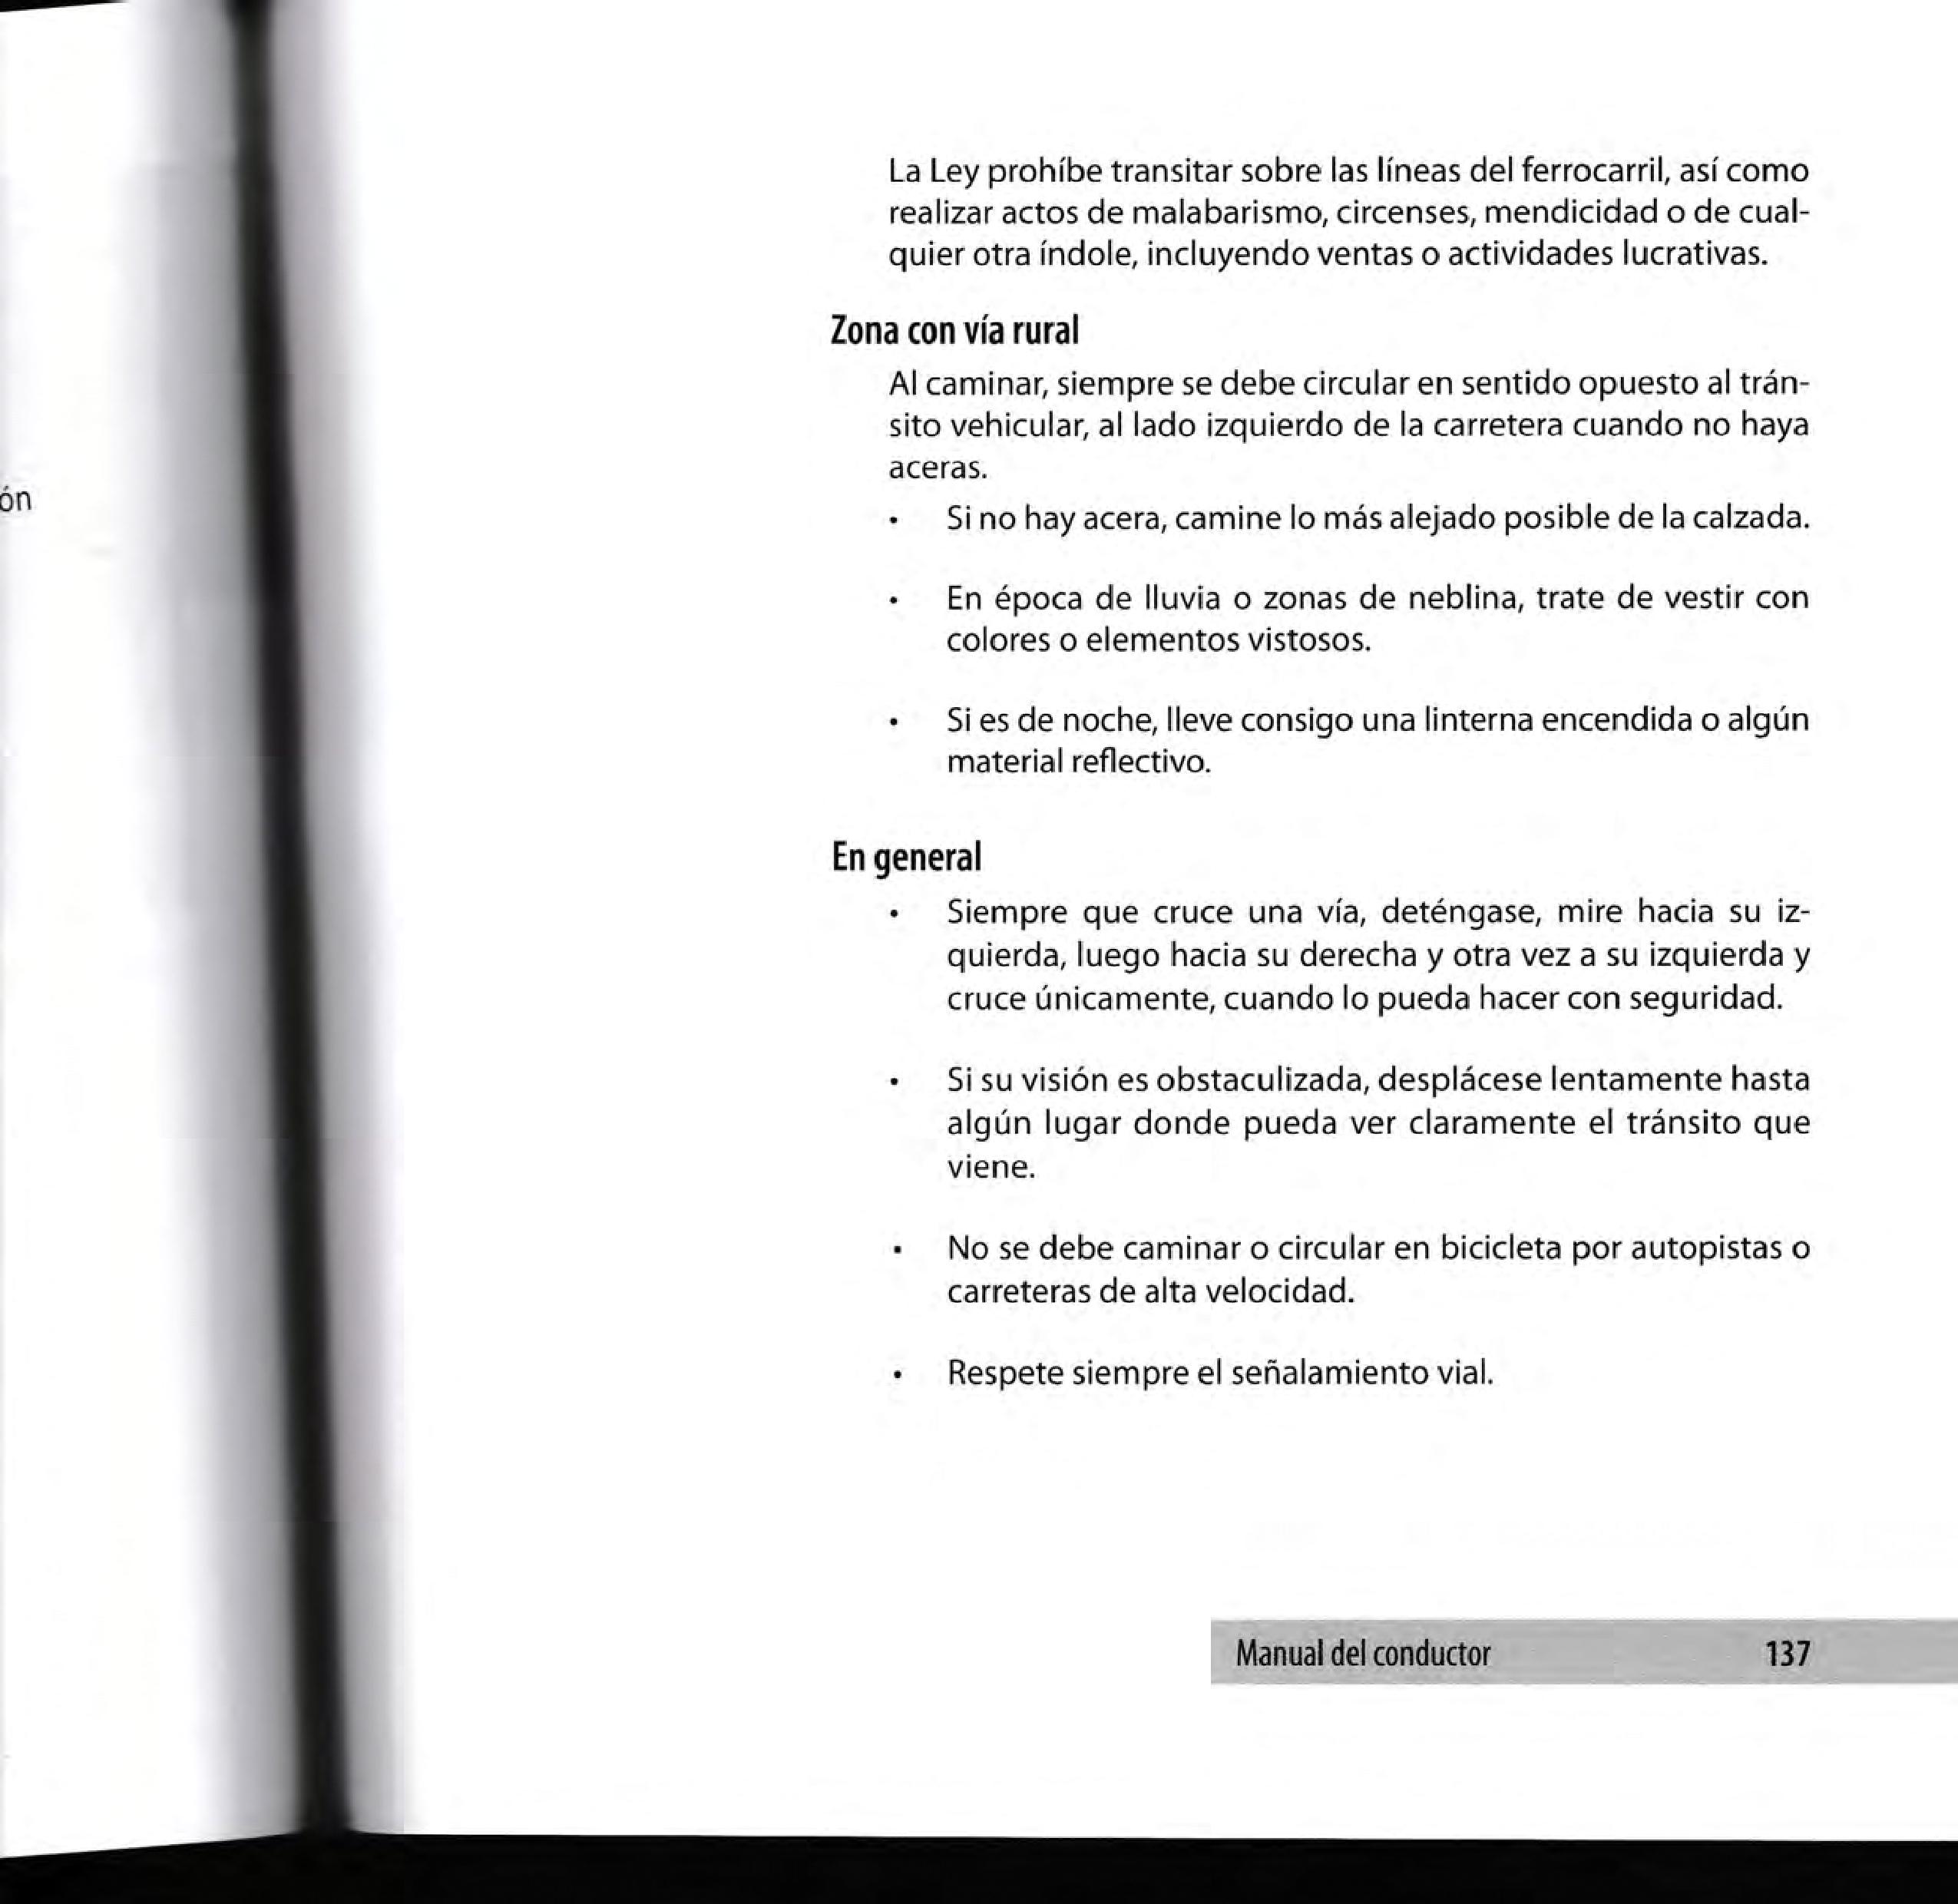 La Ley prohíbe transitar sobre las líneas del ferrocarril, así como
realizar actos de malabarismo, circenses, mendicidad o de cual-
quier otra índole, incluyendo ventas o actividades lucrativas.
Zona con vía rural
Al caminar, siempre se debe circular en sentido opuesto al trán-
sito vehicular, al lado izquierdo de la carretera cuando no haya
aceras.
• Si no hay acera, camine lo más alejado posible de la calzada.
• En época de lluvia o zonas de neblina, trate de vestir con
colores o elementos vistosos.
• Si es de noche, lleve consigo una linterna encendida o algún
material reflectivo.
En general
• Siempre que cruce una vía, deténgase, mire hacia su iz-
quierda, luego hacia su derecha y otra vez a su izquierda y
cruce únicamente, cuando lo pueda hacer con seguridad.
• Si su visión es obstaculizada, desplácese lentamente hasta
algún lugar donde pueda ver claramente el tránsito que
viene.
• No se debe caminar o circular en bicicleta por autopistas o
carreteras de alta velocidad.
• Respete siempre el señalamiento vial.
Manual del conductor 137